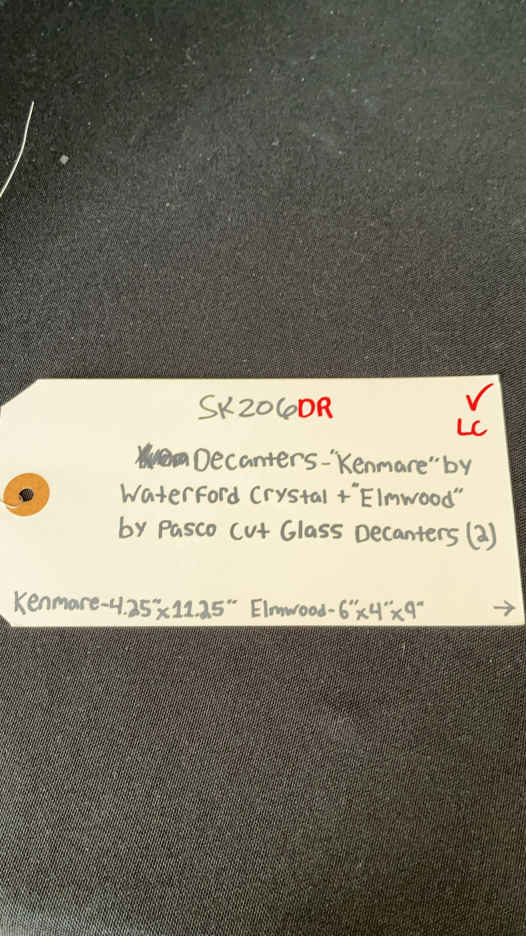 SK206DR ✓
LC
Decanters-"Kenmare" by
Waterford Crystal + "Elmwood"
by Pasco Cut Glass Decanters (2)
Kenmare-4.25"x11.25" Elmwood-6"x4"x9" →